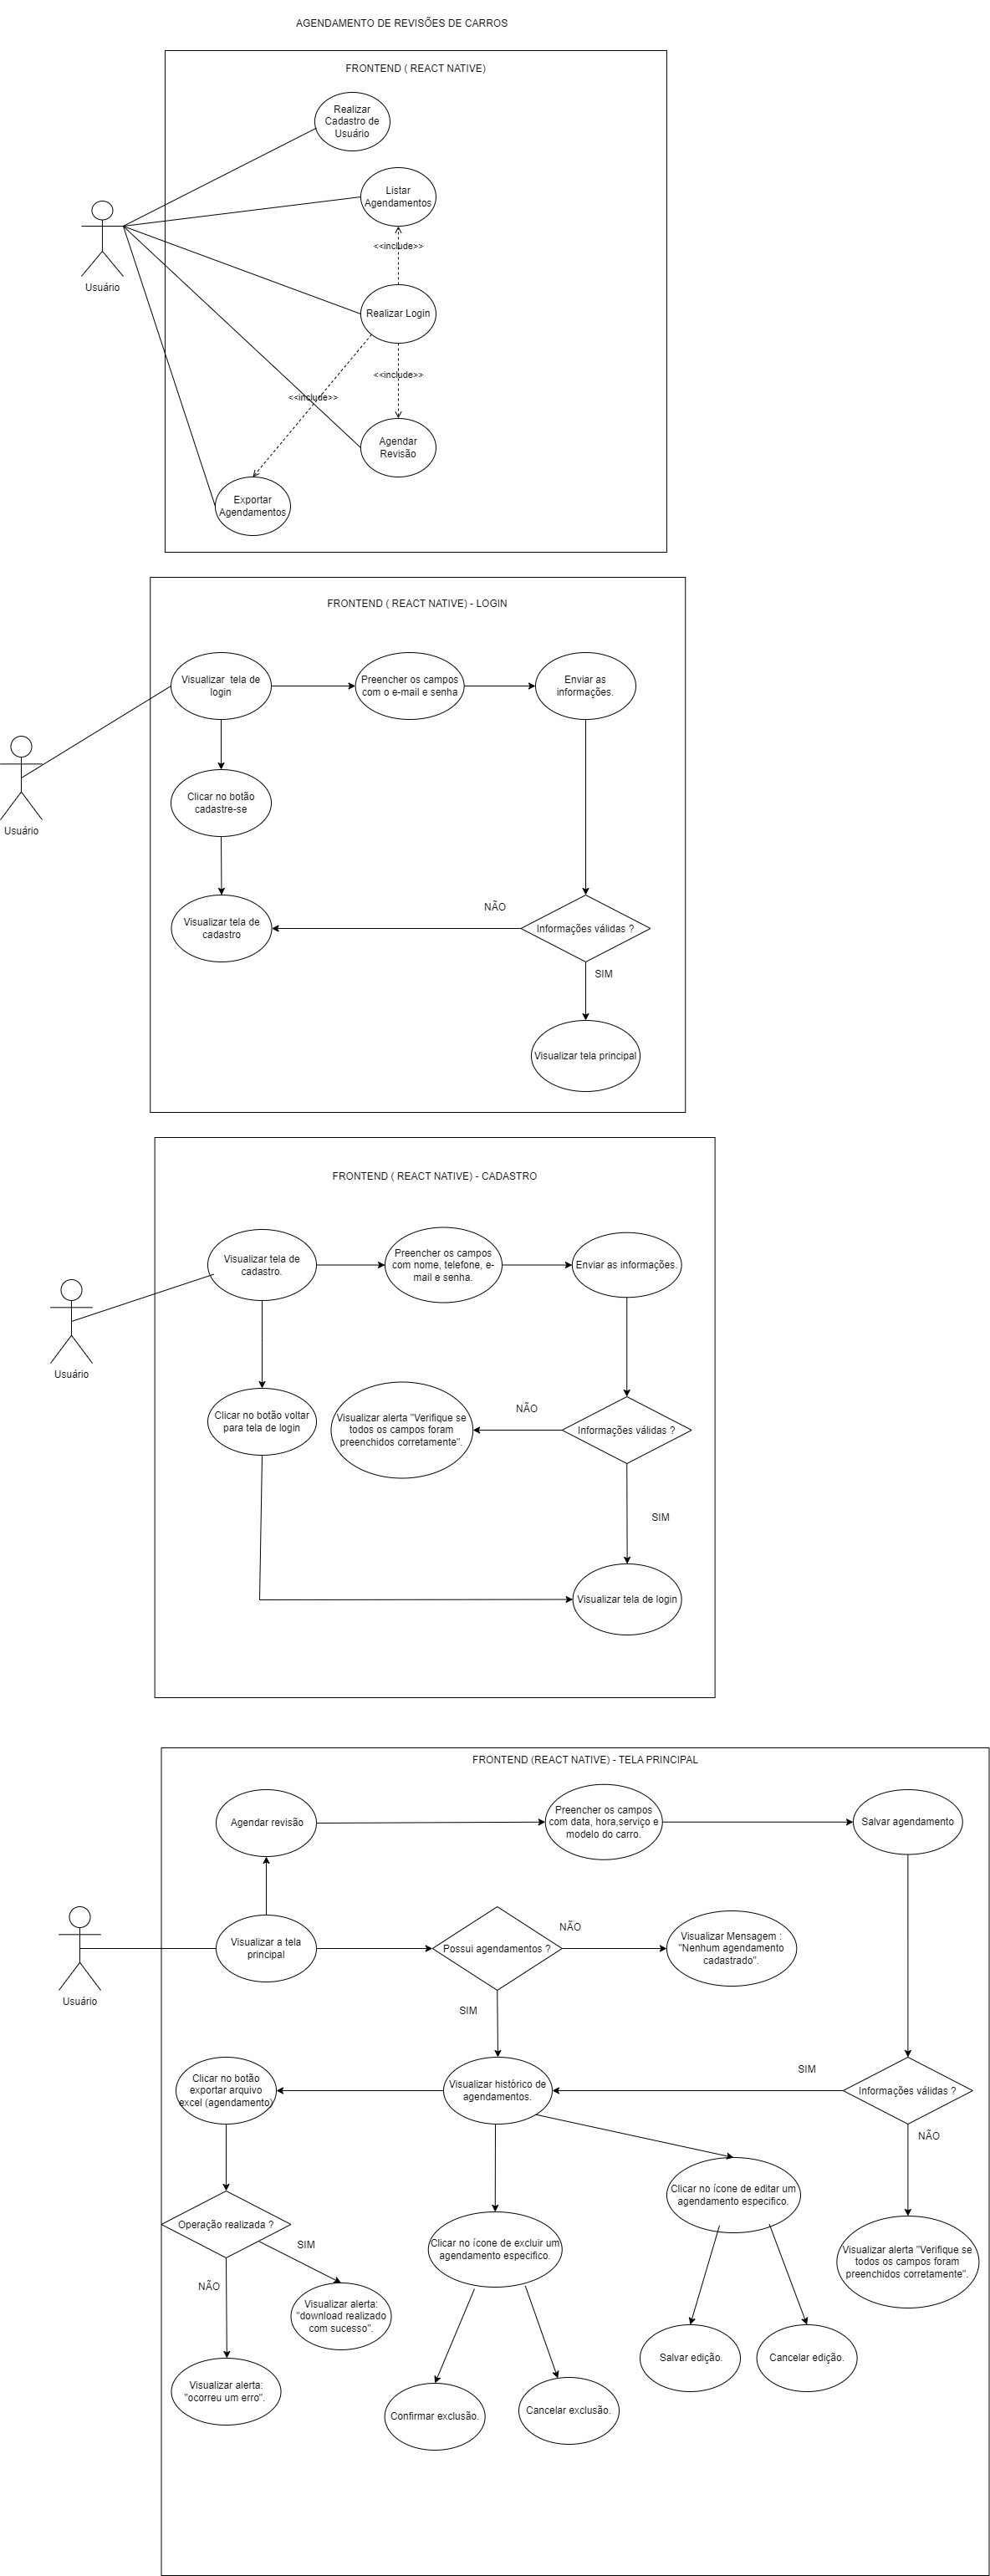 AGENDAMENTO DE REVISÕES DE CARROS
FRONTEND ( REACT NATIVE)
Realizar
Cadastro de
Usuário
Listar
Agendamentos
<<include>>
Usuário
Realizar Login
<<include>>
<<include>>
Agendar
Revisão
Exportar
Agendamentos
FRONTEND ( REACT NATIVE) - LOGIN
Visualizar tela de
login
Preencher os campos
com o e-mail e senha
Enviar as
informações.
Clicar no botão
cadastre-se
Usuário
NÃO
Visualizar tela de
cadastro
Informações válidas ?
SIM
Visualizar tela principal
FRONTEND ( REACT NATIVE) - CADASTRO
Visualizar tela de
cadastro.
Preencher os campos
com nome, telefone, e-
mail e senha.
Enviar as informações.
Usuário
Clicar no botão voltar
para tela de login
Visualizar alerta "Verifique se
todos os campos foram
preenchidos corretamente".
NÃO
Informações válidas ?
SIM
Visualizar tela de login
FRONTEND (REACT NATIVE) - TELA PRINCIPAL
Agendar revisão
Preencher os campos
com data, hora,serviço e
modelo do carro.
Salvar agendamento
Usuário
Visualizar a tela
principal
Possui agendamentos ?
NÃO
Visualizar Mensagem :
"Nenhum agendamento
cadastrado".
SIM
Clicar no botão
exportar arquivo
excel (agendamento)
Visualizar histórico de
agendamentos.
SIM
Informações válidas ?
NÃO
Clicar no ícone de editar um
agendamento especifico.
Operação realizada ?
SIM
NÃO
Clicar no ícone de excluir um
agendamento especifico.
Visualizar alerta "Verifique se
todos os campos foram
preenchidos corretamente".
Visualizar alerta:
"download realizado
com sucesso".
Salvar edição.
Cancelar edição.
Visualizar alerta:
"ocorreu um erro".
Confirmar exclusão.
Cancelar exclusão.